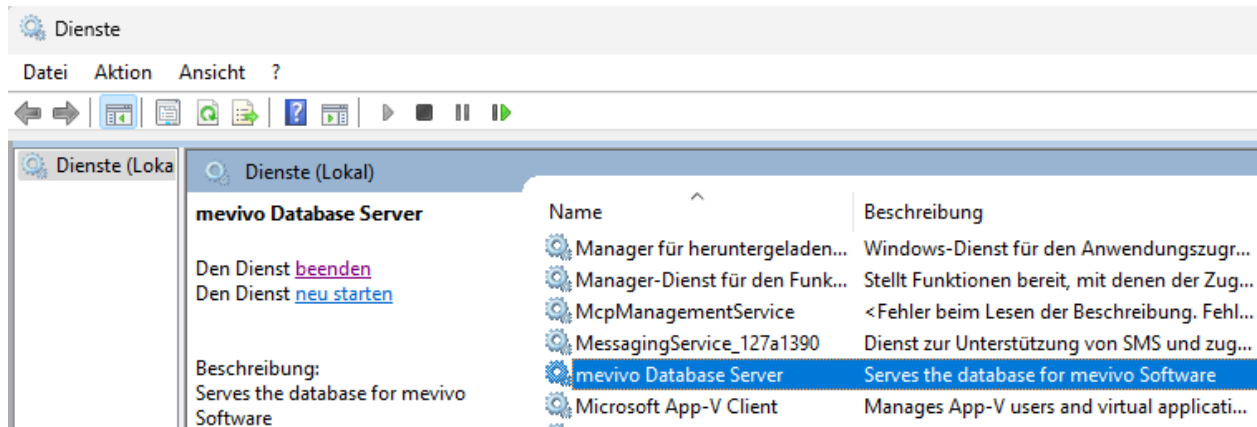 Dienste
Datei Aktion Ansicht ?
Dienste (Loka
Dienste (Lokal)
mevivo Database Server
Den Dienst beenden
Den Dienst neu starten
Beschreibung:
Serves the database for mevivo
Software
Name Beschreibung
Manager für heruntergeladen... Windows-Dienst für den Anwendungszugr...
Manager-Dienst für den Funk... Stellt Funktionen bereit, mit denen der Zug...
McpManagementService <Fehler beim Lesen der Beschreibung. Fehl...
MessagingService_127a1390 Dienst zur Unterstützung von SMS und zug...
mevivo Database Server Serves the database for mevivo Software
Microsoft App-V Client Manages App-V users and virtual applicati...